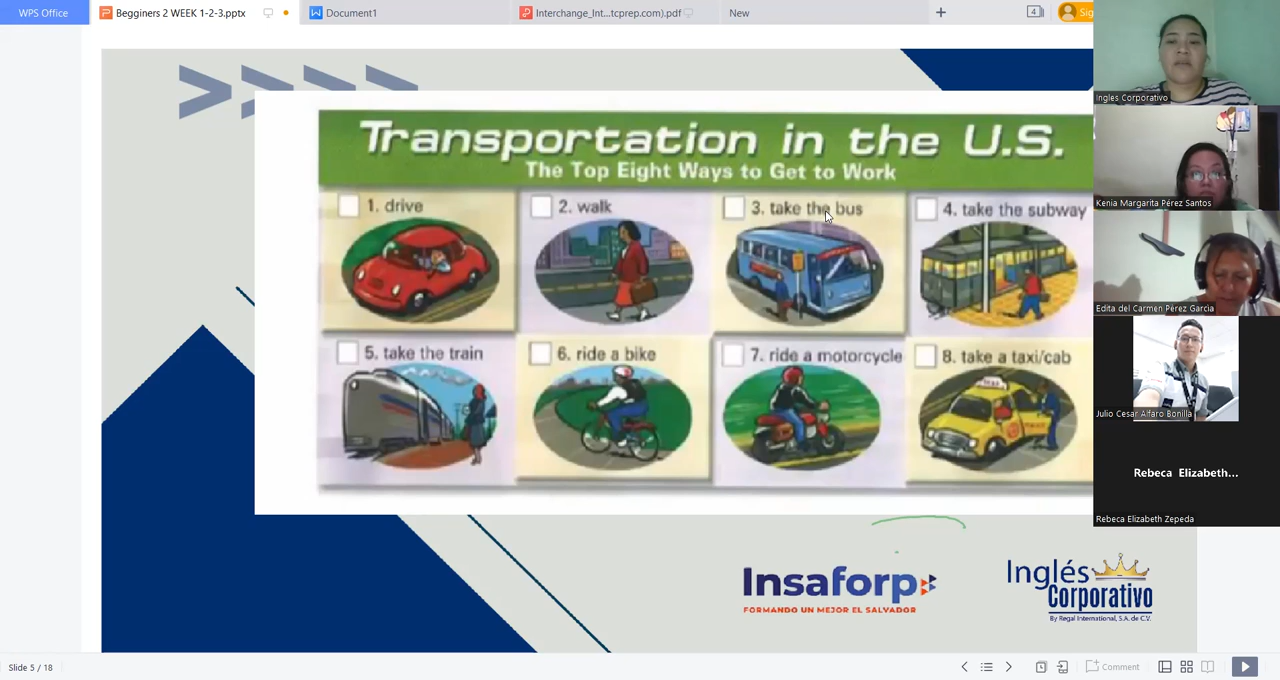 WPS Office
Begginers 2 WEEK 1-2-3.pptx
Document1
Interchange_Int...tcprep.com).pdf
New
4
Sig
Transportation in the U.S.
The Top Eight Ways to Get to Work
1. drive
2. walk
3. take the bus
4. take the subway
5. take the train
6. ride a bike
7. ride a motorcycle
8. take a taxi/cab
TAXI
Insaforp
FORMANDO UN MEJOR EL SALVADOR
Inglés
Corporativo
By Regal International, S.A. de C.V.
Ingles Corporativo
Kenia Margarita Pérez Santos
Edita del Carmen Pérez García
Julio Cesar Alfaro Bonilla
Rebeca Elizabeth...
Rebeca Elizabeth Zepeda
Slide 5 / 18
Comment